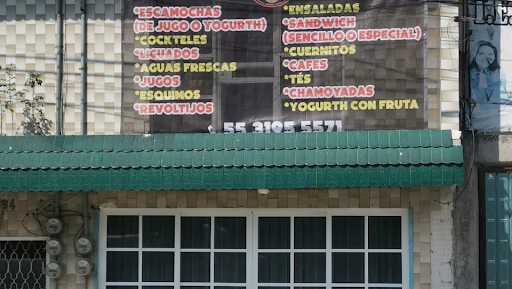 *ESCAMOCHAS
(DE JUGO O YOGURTH)
*COCKTELES
*LICUADOS
*AGUAS FRESCAS
*JUGOS
*ESQUIMOS
*REVOLTIJOS
*ENSALADAS
*SANDWICH
(SENCILLO O ESPECIAL)
*CUERNITOS
*CAFES
*TÉS
*CHAMOYADAS
*YOGURTH CON FRUTA
55 3195 5571